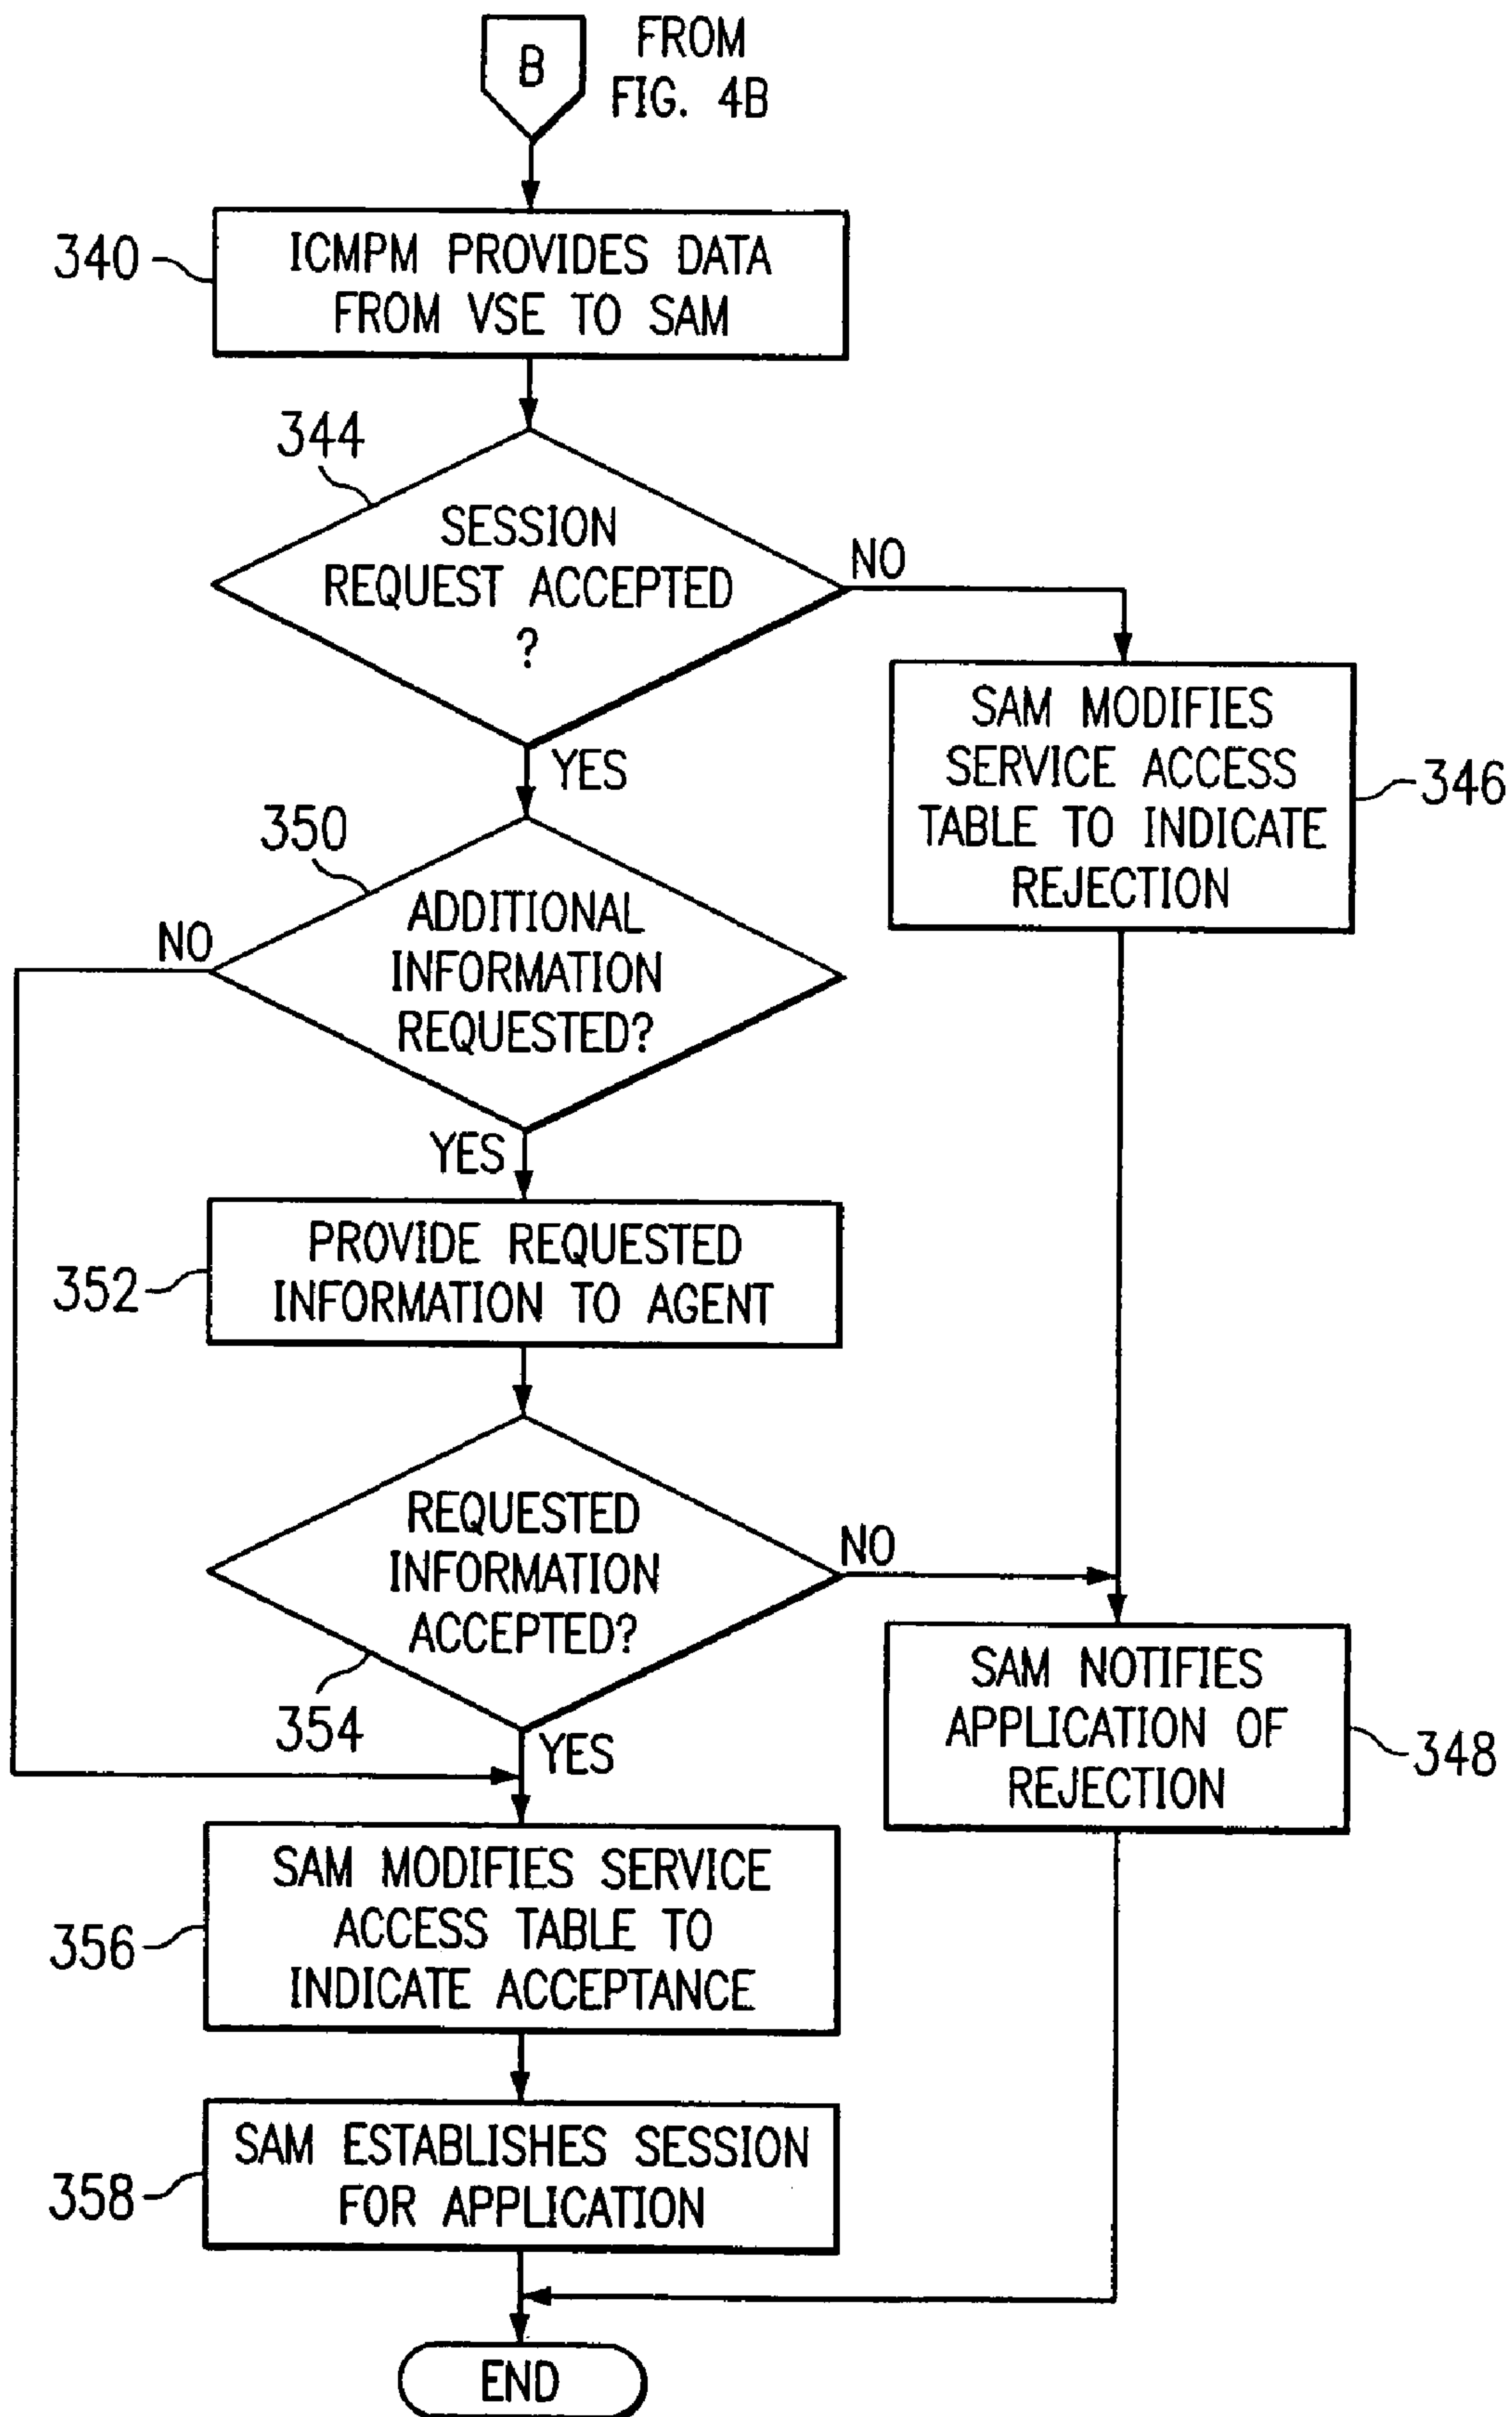 B
FROM
FIG. 4B
340
ICMPM PROVIDES DATA
FROM VSE TO SAM
344
SESSION
REQUEST ACCEPTED
?
NO
YES
SAM MODIFIES
SERVICE ACCESS
TABLE TO INDICATE
REJECTION
346
350
ADDITIONAL
INFORMATION
REQUESTED?
NO
YES
352
PROVIDE REQUESTED
INFORMATION TO AGENT
REQUESTED
INFORMATION
ACCEPTED?
NO
354
YES
SAM NOTIFIES
APPLICATION OF
REJECTION
348
356
SAM MODIFIES SERVICE
ACCESS TABLE TO
INDICATE ACCEPTANCE
358
SAM ESTABLISHES SESSION
FOR APPLICATION
END